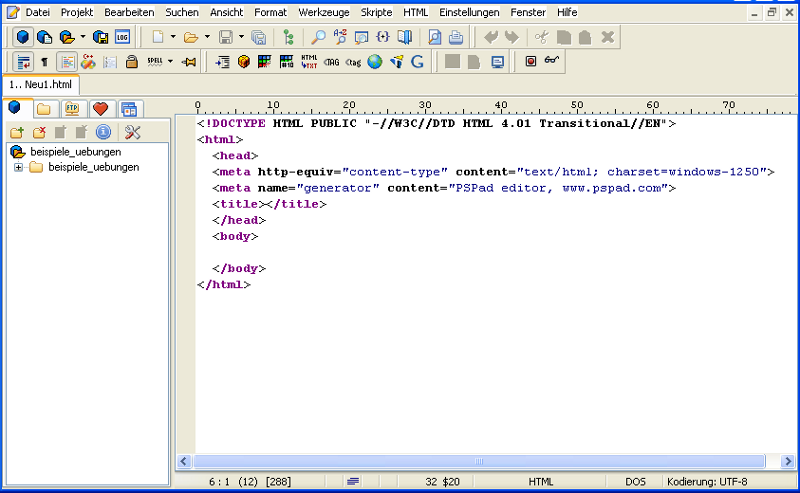 Datei Projekt Bearbeiten Suchen Ansicht Format Werkzeuge Skripte HTML Einstellungen Fenster Hilfe
LOG
SPELL HTML TXT TAG tag
1.. Neu1.html
FTP
0 10 20 30 40 50 60 70
beispiele_uebungen
beispiele_uebungen
<!DOCTYPE HTML PUBLIC "-//W3C//DTD HTML 4.01 Transitional//EN">
<html>
<head>
<meta http-equiv="content-type" content="text/html; charset=windows-1250">
<meta name="generator" content="PSPad editor, www.pspad.com">
<title></title>
</head>
<body>
</body>
</html>
6 : 1 (12) [288] 32 $20 HTML DOS Kodierung: UTF-8